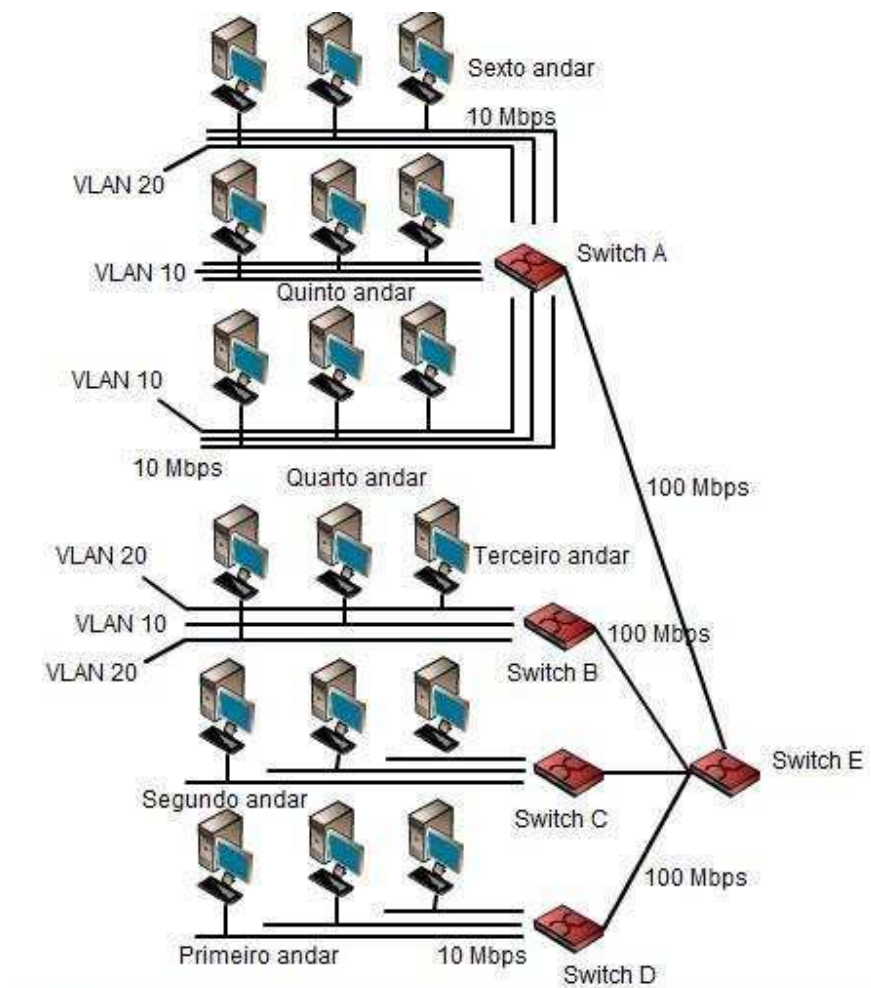 Sexto andar
10 Mbps
VLAN 20
Switch A
VLAN 10
Quinto andar
VLAN 10
10 Mbps
Quarto andar
100 Mbps
VLAN 20
Terceiro andar
VLAN 10
100 Mbps
VLAN 20
Switch B
Switch E
Segundo andar
Switch C
100 Mbps
Primeiro andar
10 Mbps
Switch D